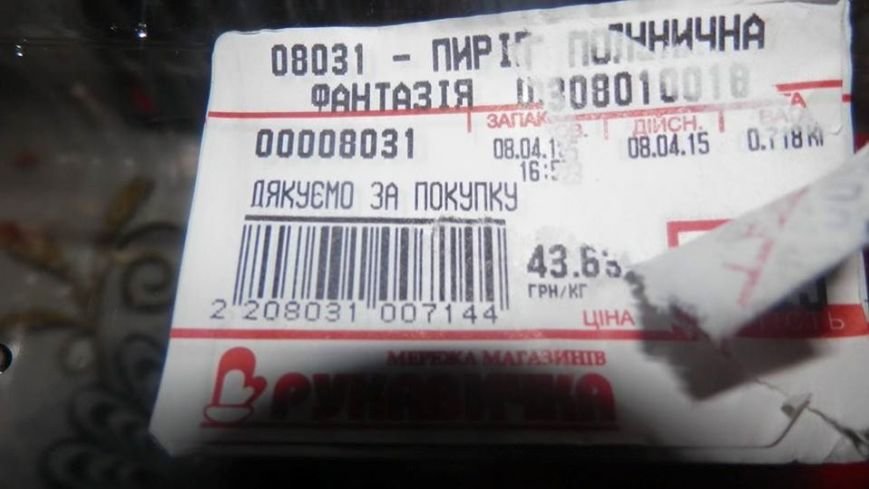 08031 - ПИРІГ ПОЛУНИЧНА
ФАНТАЗІЯ
ДІЙСН.
00008031
08.04.15
0.718 КГ
ДЯКУЄМО ЗА ПОКУПКУ
ГРН/КГ
2 208031 007144
ЦІНА
МЕРЕЖА МАГАЗИНІВ
РУКАВИЧКА